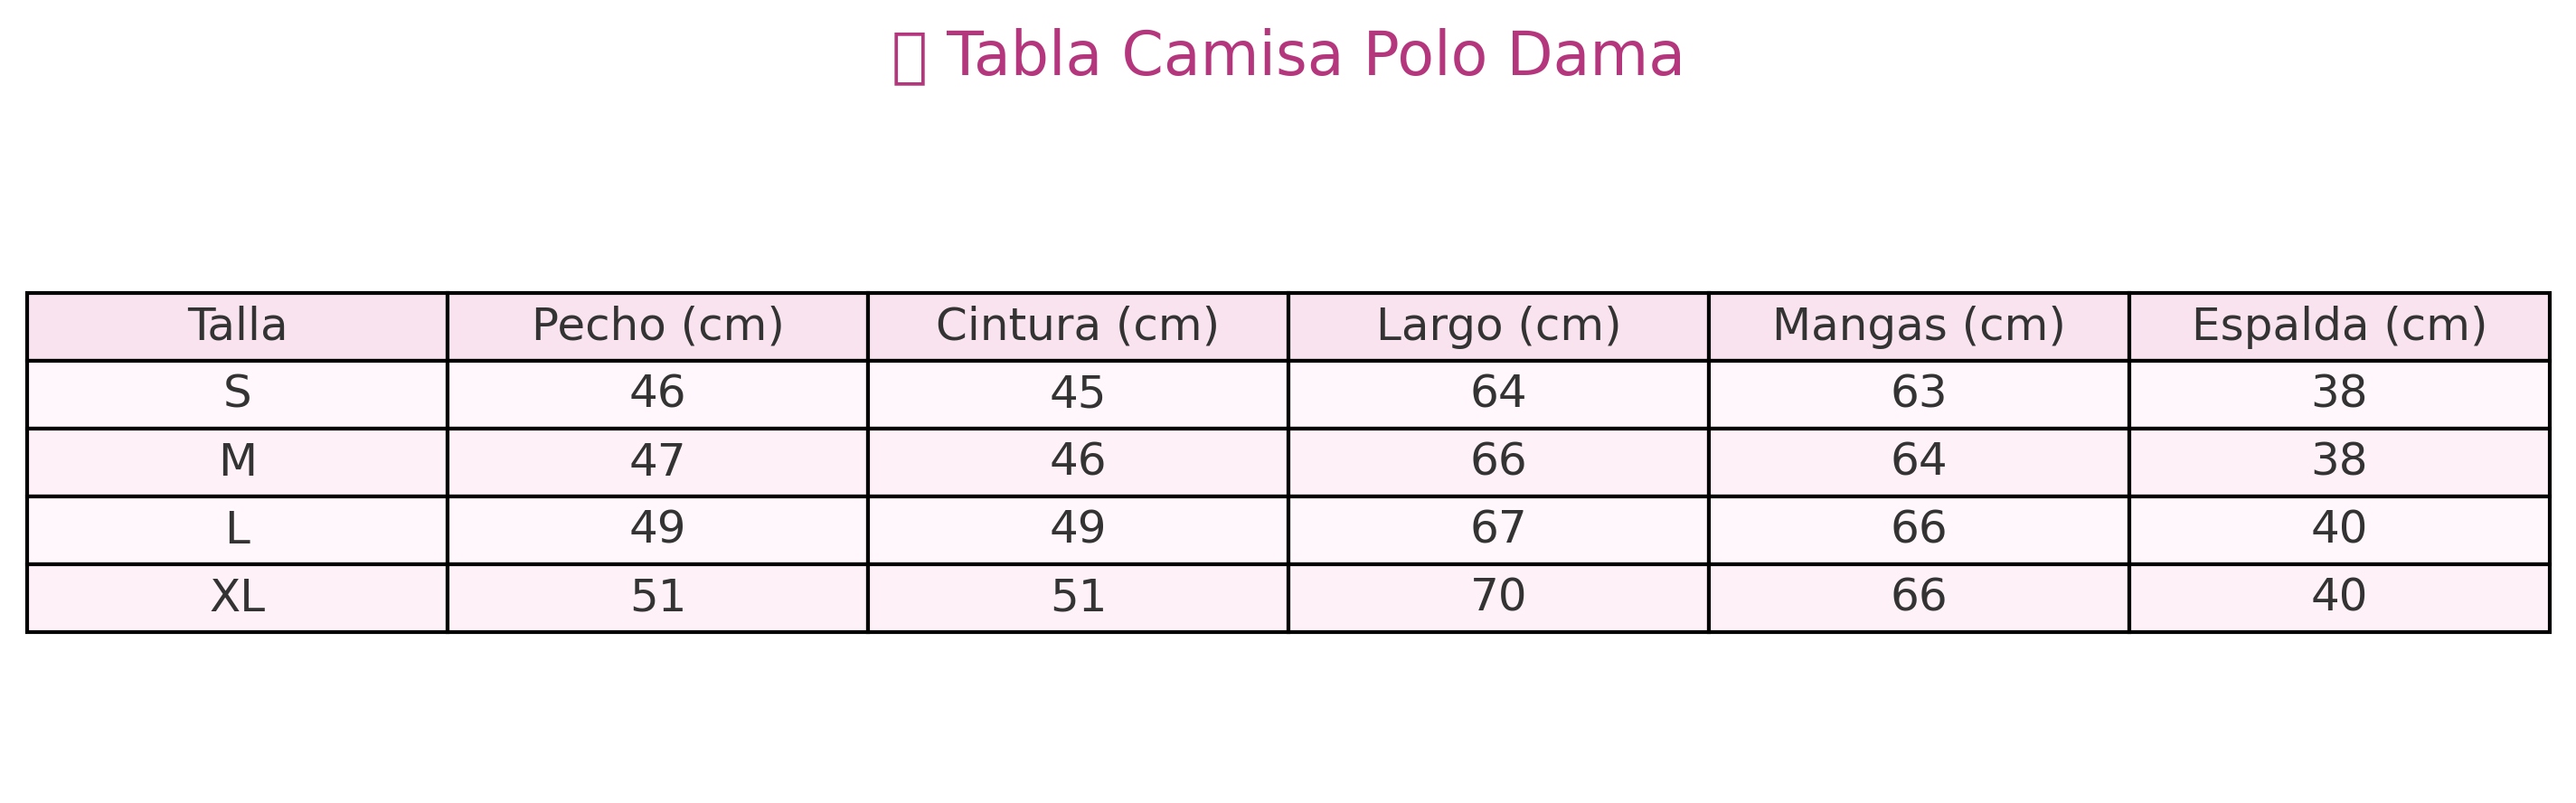 Tabla Camisa Polo Dama
Talla Pecho (cm) Cintura (cm) Largo (cm) Mangas (cm) Espalda (cm)
S 46 45 64 63 38
M 47 46 66 64 38
L 49 49 67 66 40
XL 51 51 70 66 40